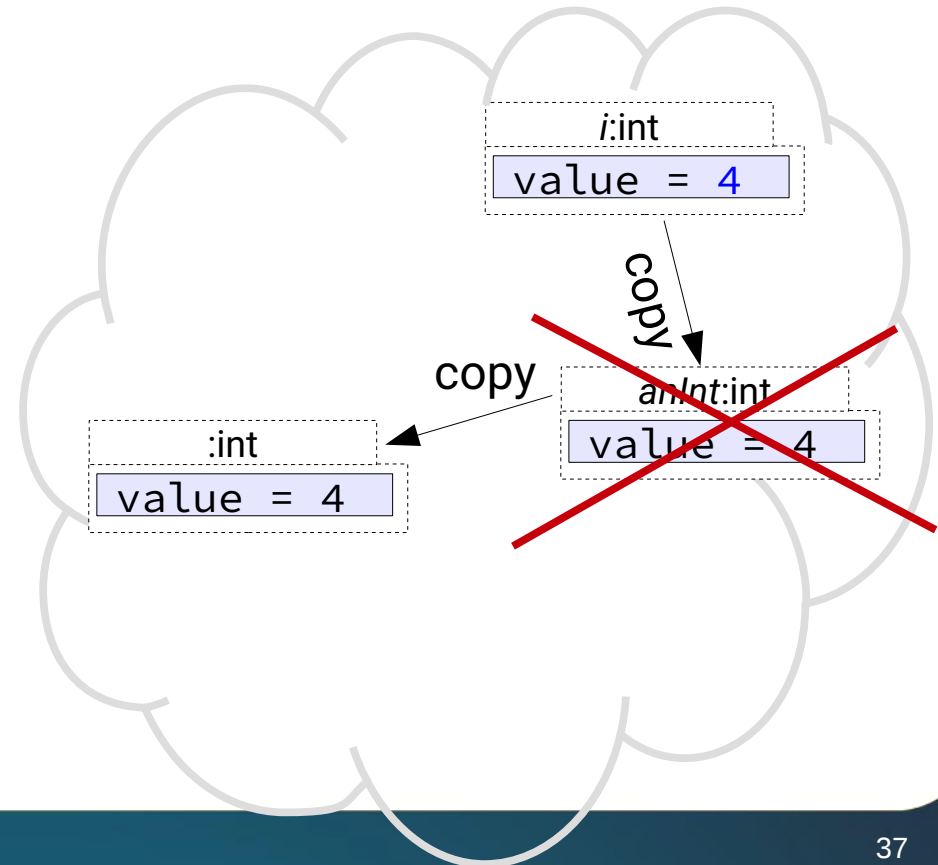 i:int
value = 4
copy
copy
anInt:int
value = 4
:int
value = 4
37